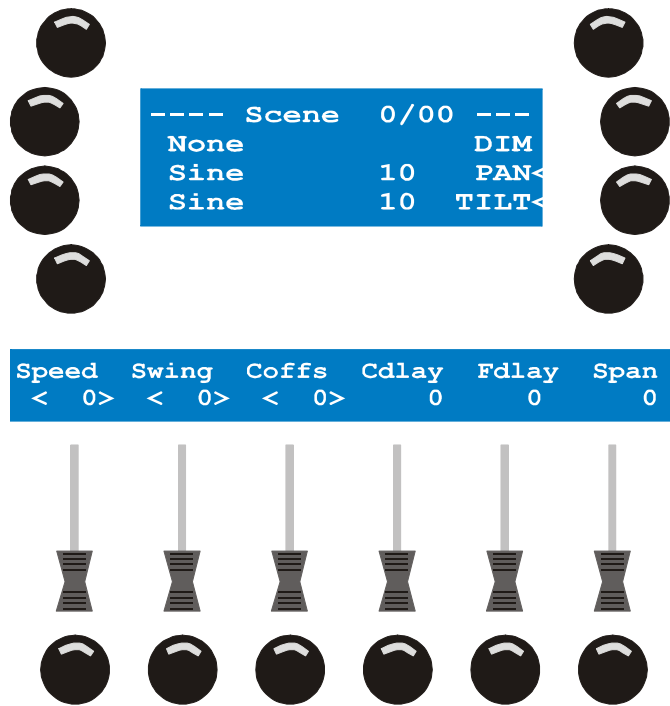 ---- Scene 0/00 ---
None DIM
Sine 10 PAN<
Sine 10 TILT<
Speed Swing Coffs Cdlay Fdlay Span
< 0> < 0> < 0> 0 0 0